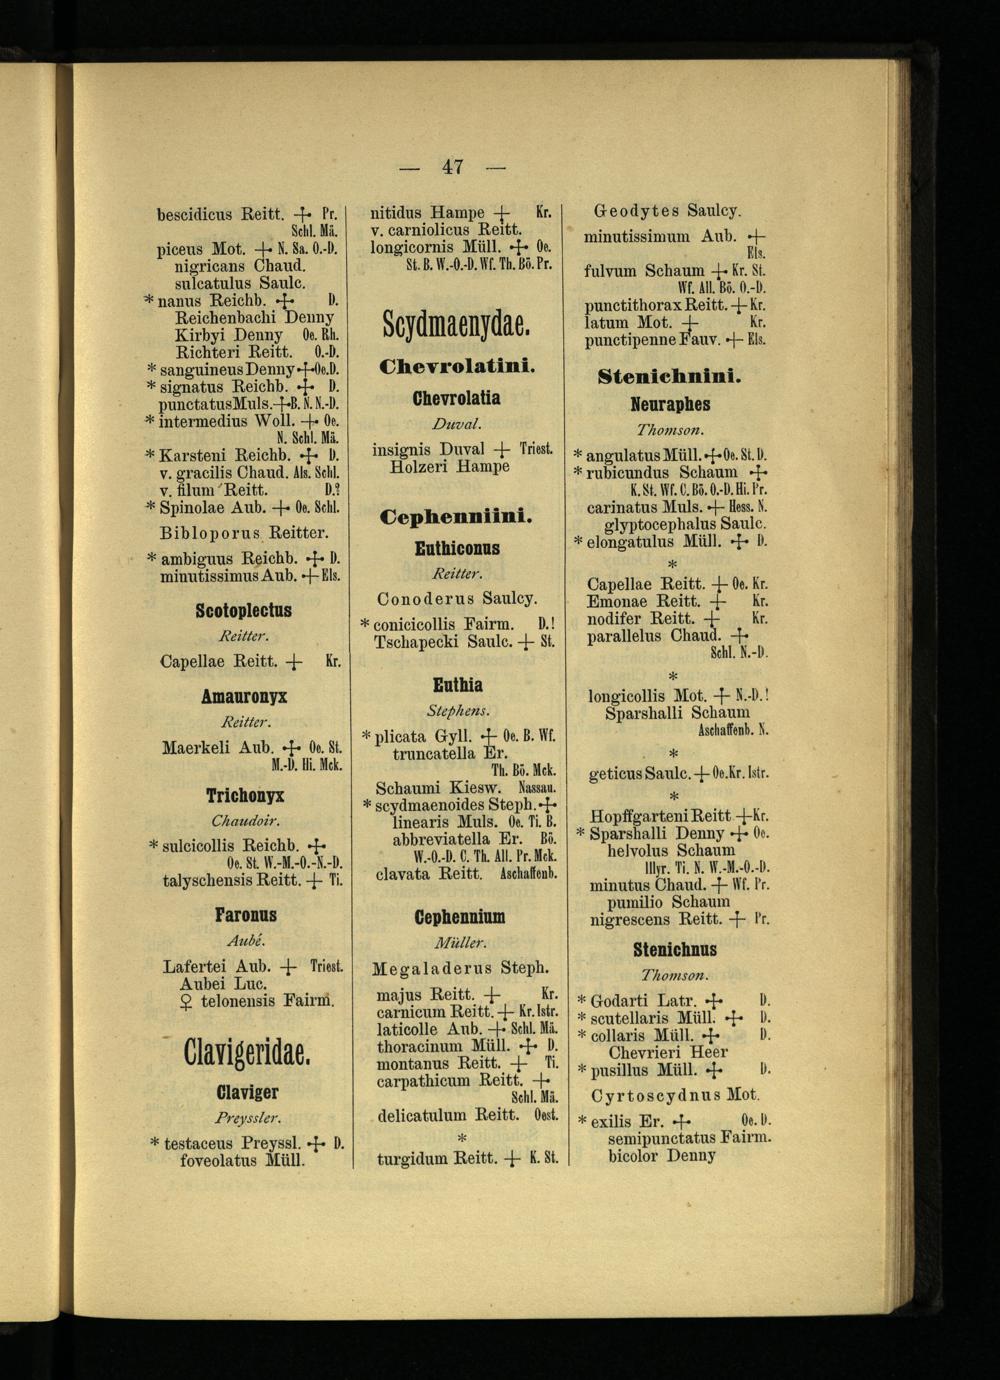 — 47 —
bescidicus Reitt. + Pr.
Schl. Mä.
piceus Mot. + N. Sa. O.-D.
nigricans Chaud.
sulcatulus Saulc.
* nanus Reichb. + D.
Reichenbachi Denny
Kirbyi Denny Oe. Rh.
Richteri Reitt. O.-D.
* sanguineus Denny + Oe. D.
* signatus Reichb. + D.
punctatus Muls. + B. N. N.-D.
* intermedius Woll. + Oe.
N. Schl. Mä.
* Karsteni Reichb. + D.
v. gracilis Chaud. Als. Schl.
v. filum Reitt. D.?
* Spinolae Aub. + Oe. Schl.
Bibloporus Reitter.
* ambiguus Reichb. + D.
minutissimus Aub. + Els.
Scotoplectus
Reitter.
Capellae Reitt. + Kr.
Amauronyx
Reitter.
Maerkeli Aub. + Oe. St.
M.-D. Hi. Mck.
Trichonyx
Chaudoir.
* sulcicollis Reichb. +
Oe. St. W.-M.-O.-N.-D.
talyschensis Reitt. + Ti.
Faronus
Aubé.
Lafertei Aub. + Triest.
Aubei Luc.
♀ telonensis Fairm.
Clavigeridae.
Claviger
Preyssler.
* testaceus Preyssl. + D.
foveolatus Müll.
nitidus Hampe + Kr.
v. carniolicus Reitt.
longicornis Müll. + Oe.
St. B. W.-O.-D. Wf. Th. Bö. Pr.
Scydmaenydae.
Chevrolatini.
Chevrolatia
Duval.
insignis Duval + Triest.
Holzeri Hampe
Cephenniini.
Euthiconus
Reitter.
Conoderus Saulcy.
* conicicollis Fairm. D.!
Tschapecki Saulc. + St.
Euthia
Stephens.
* plicata Gyll. + Oe. B. Wf.
truncatella Er.
Th. Bö. Mck.
Schaumi Kiesw. Nassau.
* scydmaenoides Steph. +
linearis Muls. Oe. Ti. B.
abbreviatella Er. Bö.
W.-O.-D. C. Th. All. Pr. Mck.
clavata Reitt. Aschaffenb.
Cephennium
Müller.
Megaladerus Steph.
majus Reitt. + Kr.
carnicum Reitt. + Kr. Istr.
laticolle Aub. + Schl. Mä.
thoracinum Müll. + D.
montanus Reitt. + Ti.
carpathicum Reitt. +
Schl. Mä.
delicatulum Reitt. Oest.
*
turgidum Reitt. + K. St.
Geodytes Saulcy.
minutissimum Aub. +
Els.
fulvum Schaum + Kr. St.
Wf. All. Bö. O.-D.
punctithorax Reitt. + Kr.
latum Mot. + Kr.
punctipenne Fauv. + Els.
Stenichnini.
Neuraphes
Thomson.
* angulatus Müll. + Oe. St. D.
* rubicundus Schaum +
K. St. Wf. C. Bö. O.-D. Hi. Pr.
carinatus Muls. + Hess. N.
glyptocephalus Saulc.
* elongatulus Müll. + D.
*
Capellae Reitt. + Oe. Kr.
Emonae Reitt. + Kr.
nodifer Reitt. + Kr.
parallelus Chaud. +
Schl. N.-D.
*
longicollis Mot. + N.-D.!
Sparshalli Schaum
Aschaffenb. N.
*
geticus Saulc. + Oe. Kr. Istr.
*
Hopffgarteni Reitt + Kr.
* Sparshalli Denny + Oe.
helvolus Schaum
Illyr. Ti. N. W.-M.-O.-D.
minutus Chaud. + Wf. Pr.
pumilio Schaum
nigrescens Reitt. + Pr.
Stenichnus
Thomson.
* Godarti Latr. + D.
* scutellaris Müll. + D.
* collaris Müll. + D.
Chevrieri Heer
* pusillus Müll. + D.
Cyrtoscydnus Mot.
* exilis Er. + Oe. D.
semipunctatus Fairm.
bicolor Denny